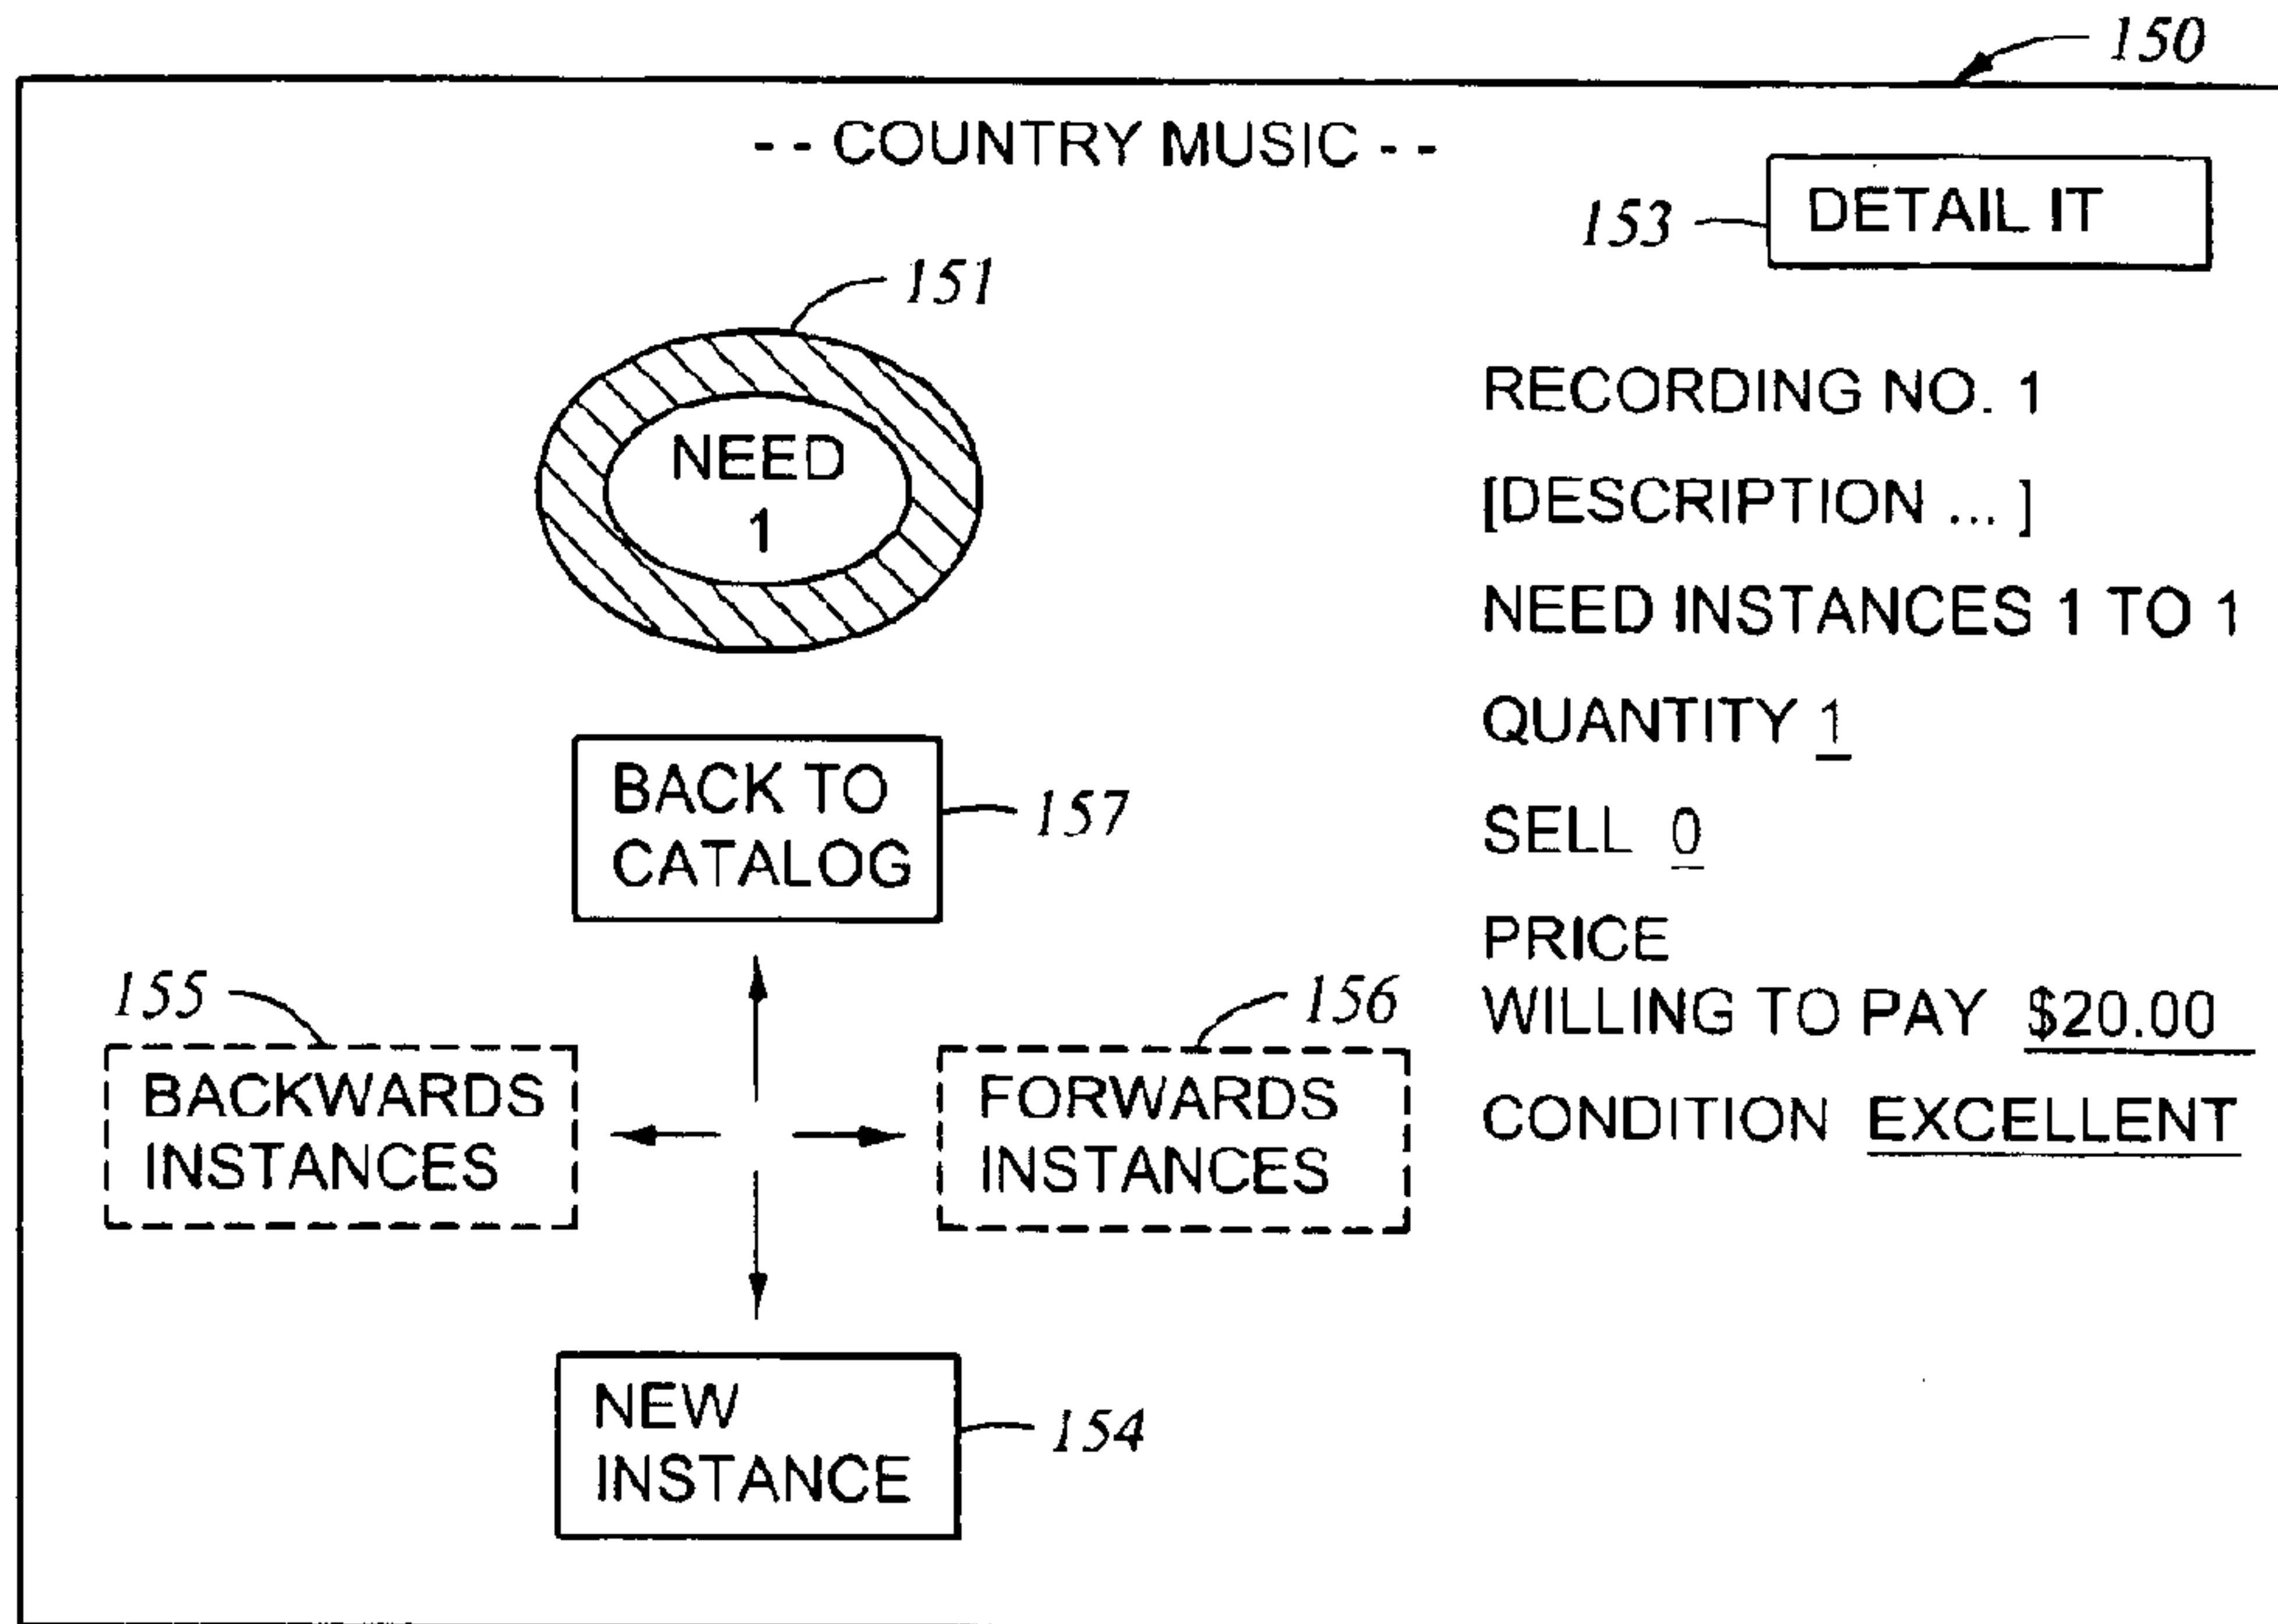 150
- - COUNTRY MUSIC - -
153
DETAIL IT
151
NEED
1
RECORDING NO. 1
[DESCRIPTION ... ]
NEED INSTANCES 1 TO 1
QUANTITY 1
SELL 0
PRICE
WILLING TO PAY $20.00
CONDITION EXCELLENT
BACK TO
CATALOG
157
155
BACKWARDS
INSTANCES
156
FORWARDS
INSTANCES
NEW
INSTANCE
154